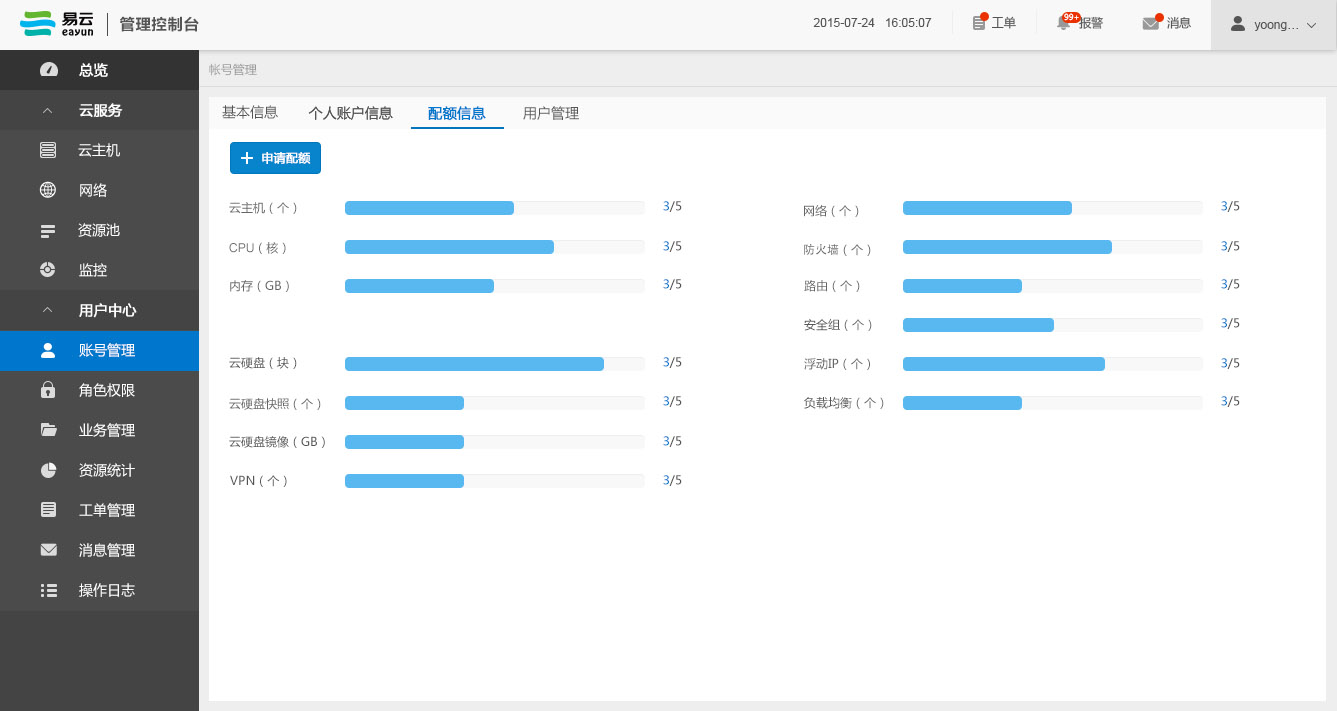 易云
eayun
管理控制台
2015-07-24 16:05:07
工单
99+
报警
消息
yoong...
总览
云服务
云主机
网络
资源池
监控
用户中心
账号管理
角色权限
业务管理
资源统计
工单管理
消息管理
操作日志
帐号管理
基本信息 个人账户信息 配额信息 用户管理
申请配额
云主机（个） 3/5
CPU（核） 3/5
内存（GB） 3/5
云硬盘（块） 3/5
云硬盘快照（个） 3/5
云硬盘镜像（GB） 3/5
VPN（个） 3/5
网络（个） 3/5
防火墙（个） 3/5
路由（个） 3/5
安全组（个） 3/5
浮动IP（个） 3/5
负载均衡（个） 3/5